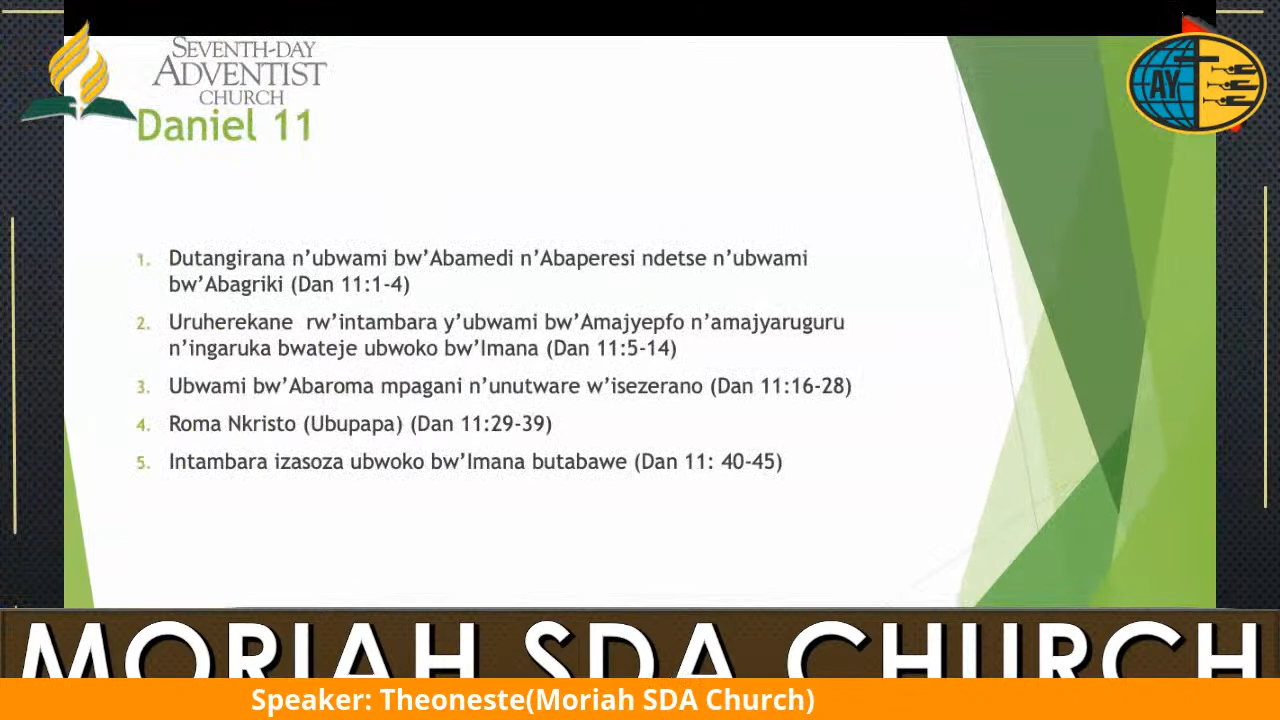 SEVENTH-DAY
ADVENTIST
CHURCH
AY
Daniel 11
1. Dutangirana n’ubwami bw’Abamedi n’Abaperesi ndetse n’ubwami
bw’Abagriki (Dan 11:1-4)
2. Uruherekane rw’intambara y’ubwami bw’Amajyepfo n’amajyaruguru
n’ingaruka bwateje ubwoko bw’Imana (Dan 11:5-14)
3. Ubwami bw’Abaroma mpagani n’unutware w’isezerano (Dan 11:16-28)
4. Roma Nkristo (Ubupapa) (Dan 11:29-39)
5. Intambara izasoza ubwoko bw’Imana butabawe (Dan 11: 40-45)
MORIAH SDA CHURCH
Speaker: Theoneste(Moriah SDA Church)